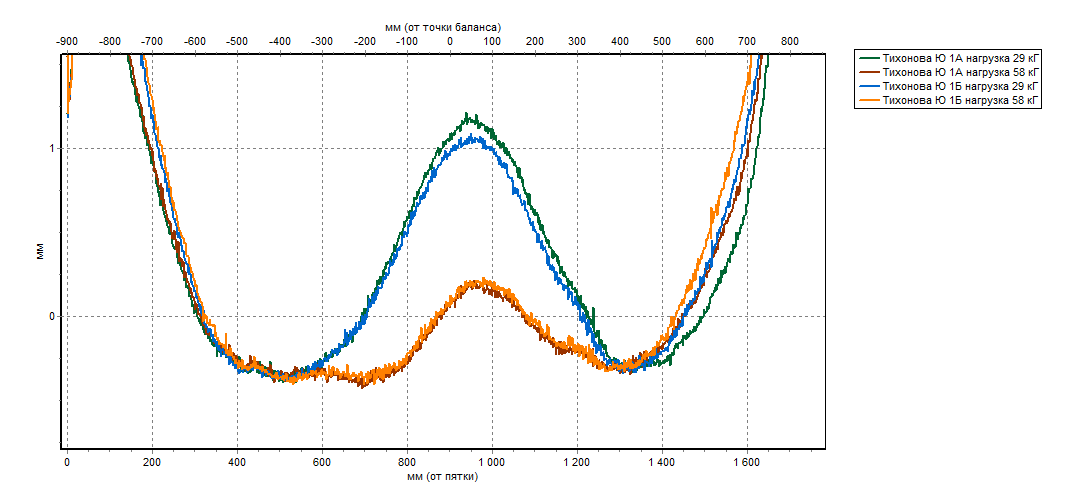 мм (от точки баланса)
-900 -800 -700 -600 -500 -400 -300 -200 -100 0 100 200 300 400 500 600 700 800
Тихонова Ю 1А нагрузка 29 кГ
Тихонова Ю 1А нагрузка 58 кГ
Тихонова Ю 1Б нагрузка 29 кГ
Тихонова Ю 1Б нагрузка 58 кГ
1
мм
0
0 200 400 600 800 1 000 1 200 1 400 1 600
мм (от пятки)